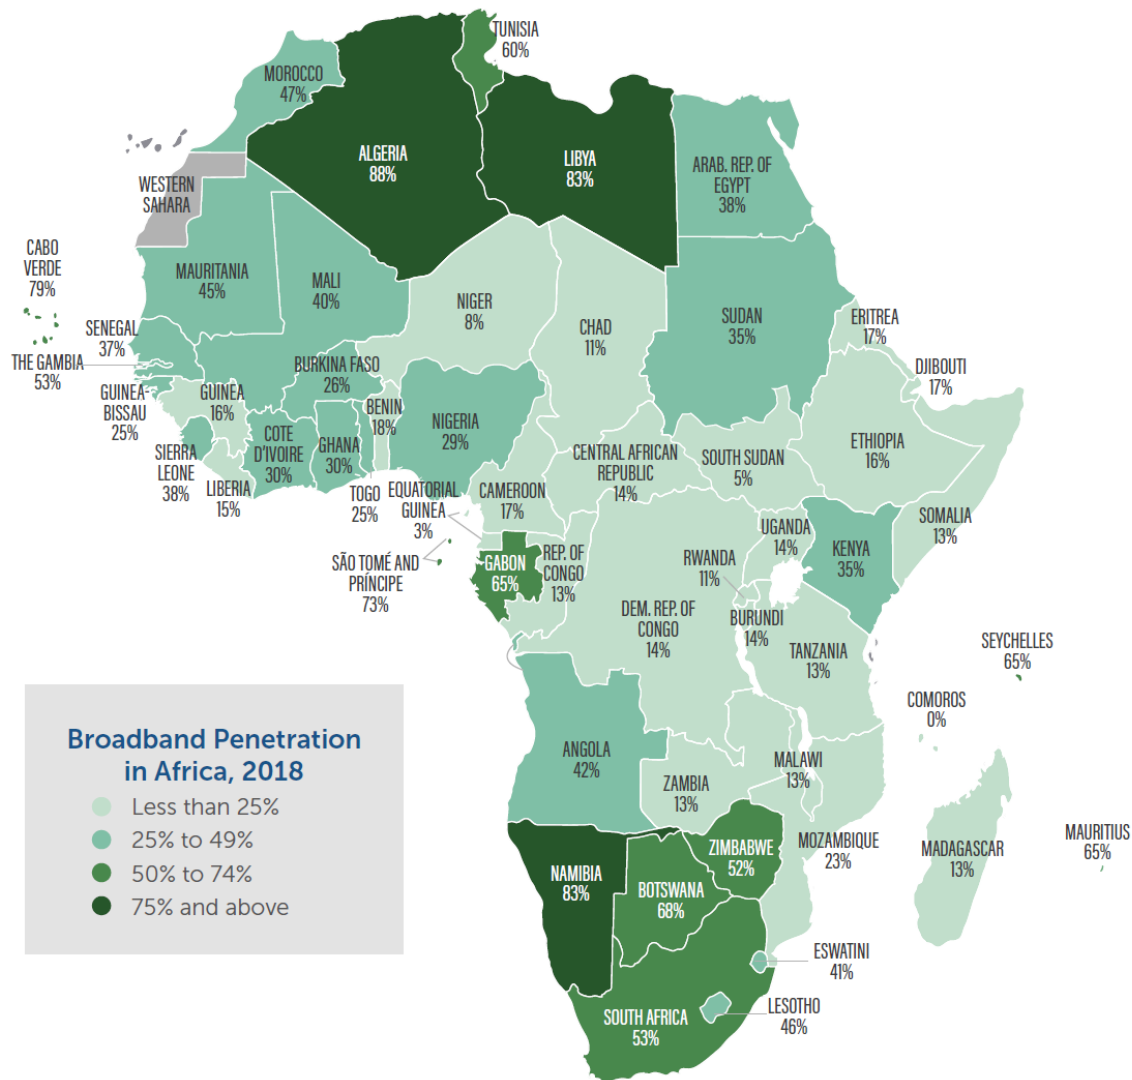 TUNISIA
60%
MOROCCO
47%
ALGERIA
88%
LIBYA
83%
ARAB. REP. OF
EGYPT
38%
WESTERN
SAHARA
CABO
VERDE
79%
MAURITANIA
45%
MALI
40%
NIGER
8%
CHAD
11%
SUDAN
35%
ERITREA
17%
SENEGAL
37%
THE GAMBIA
53%
DJIBOUTI
17%
GUINEA-
BISSAU
25%
GUINEA
16%
BURKINA FASO
26%
BENIN
18%
NIGERIA
29%
SIERRA
LEONE
38%
COTE
D'IVOIRE
30%
GHANA
30%
CENTRAL AFRICAN
REPUBLIC
14%
SOUTH SUDAN
5%
ETHIOPIA
16%
LIBERIA
15%
TOGO
25%
EQUATORIAL
GUINEA
3%
CAMEROON
17%
SOMALIA
13%
UGANDA
14%
KENYA
35%
SÃO TOMÉ AND
PRÍNCIPE
73%
GABON
65%
REP. OF
CONGO
13%
RWANDA
11%
DEM. REP. OF
CONGO
14%
BURUNDI
14%
TANZANIA
13%
SEYCHELLES
65%
COMOROS
0%
Broadband Penetration
in Africa, 2018
Less than 25%
25% to 49%
50% to 74%
75% and above
ANGOLA
42%
ZAMBIA
13%
MALAWI
13%
MOZAMBIQUE
23%
MADAGASCAR
13%
MAURITIUS
65%
NAMIBIA
83%
ZIMBABWE
52%
BOTSWANA
68%
ESWATINI
41%
LESOTHO
46%
SOUTH AFRICA
53%